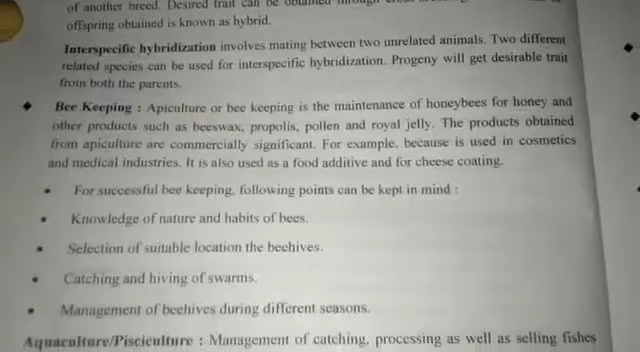 of another breed. Desired trait can be obtained through
offspring obtained is known as hybrid.
Interspecific hybridization involves mating between two unrelated animals. Two different
related species can be used for interspecific hybridization. Progeny will get desirable trait
from both the parents.
◆ Bee Keeping : Apiculture or bee keeping is the maintenance of honeybees for honey and
other products such as beeswax, propolis, pollen and royal jelly. The products obtained
from apiculture are commercially significant. For example, because is used in cosmetics
and medical industries. It is also used as a food additive and for cheese coating.
• For successful bee keeping, following points can be kept in mind :
• Knowledge of nature and habits of bees.
• Selection of suitable location the beehives.
• Catching and hiving of swarms.
• Management of beehives during different seasons.
Aquaculture/Pisciculture : Management of catching, processing as well as selling fishes